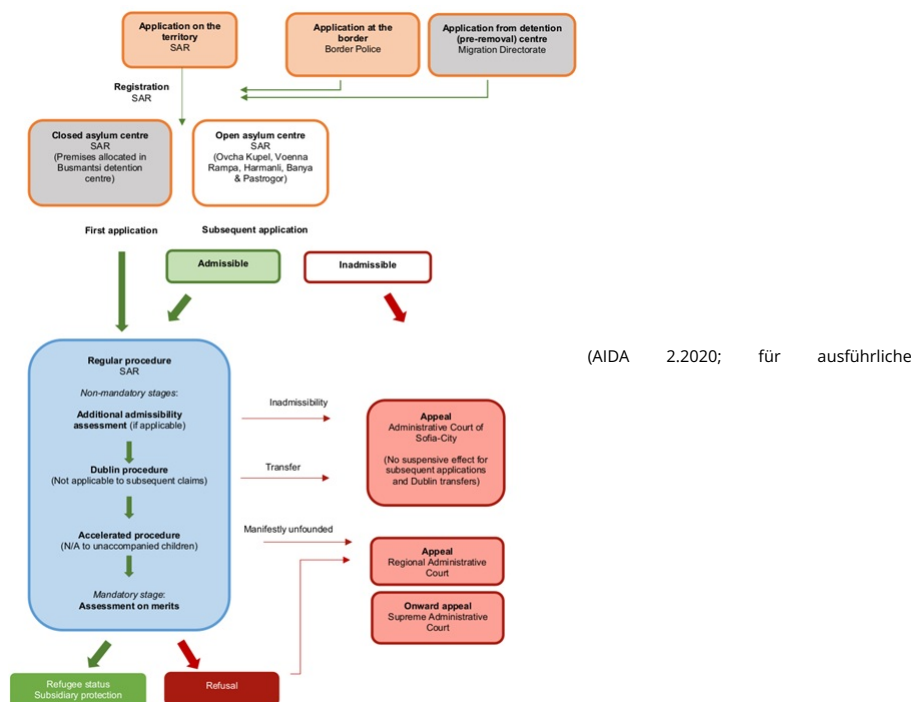 Application on the
territory
SAR
Application at the
border
Border Police
Application from detention
(pre-removal) centre
Migration Directorate
Registration
SAR
Closed asylum centre
SAR
(Premises allocated in
Busmantsi detention
centre)
Open asylum centre
SAR
(Ovcha Kupel, Voenna
Rampa, Harmanli, Banya
& Pastrogor)
First application
Subsequent application
Admissible
Inadmissible
Regular procedure
SAR
Non-mandatory stages:
Additional admissibility
assessment (if applicable)
Dublin procedure
(Not applicable to subsequent claims)
Accelerated procedure
(N/A to unaccompanied children)
Mandatory stage:
Assessment on merits
Inadmissibility
Transfer
Manifestly unfounded
Appeal
Administrative Court of
Sofia-City
(No suspensive effect for
subsequent applications
and Dublin transfers)
Appeal
Regional Administrative
Court
Onward appeal
Supreme Administrative
Court
Refugee status
Subsidiary protection
Refusal
(AIDA 2.2020; für ausführliche